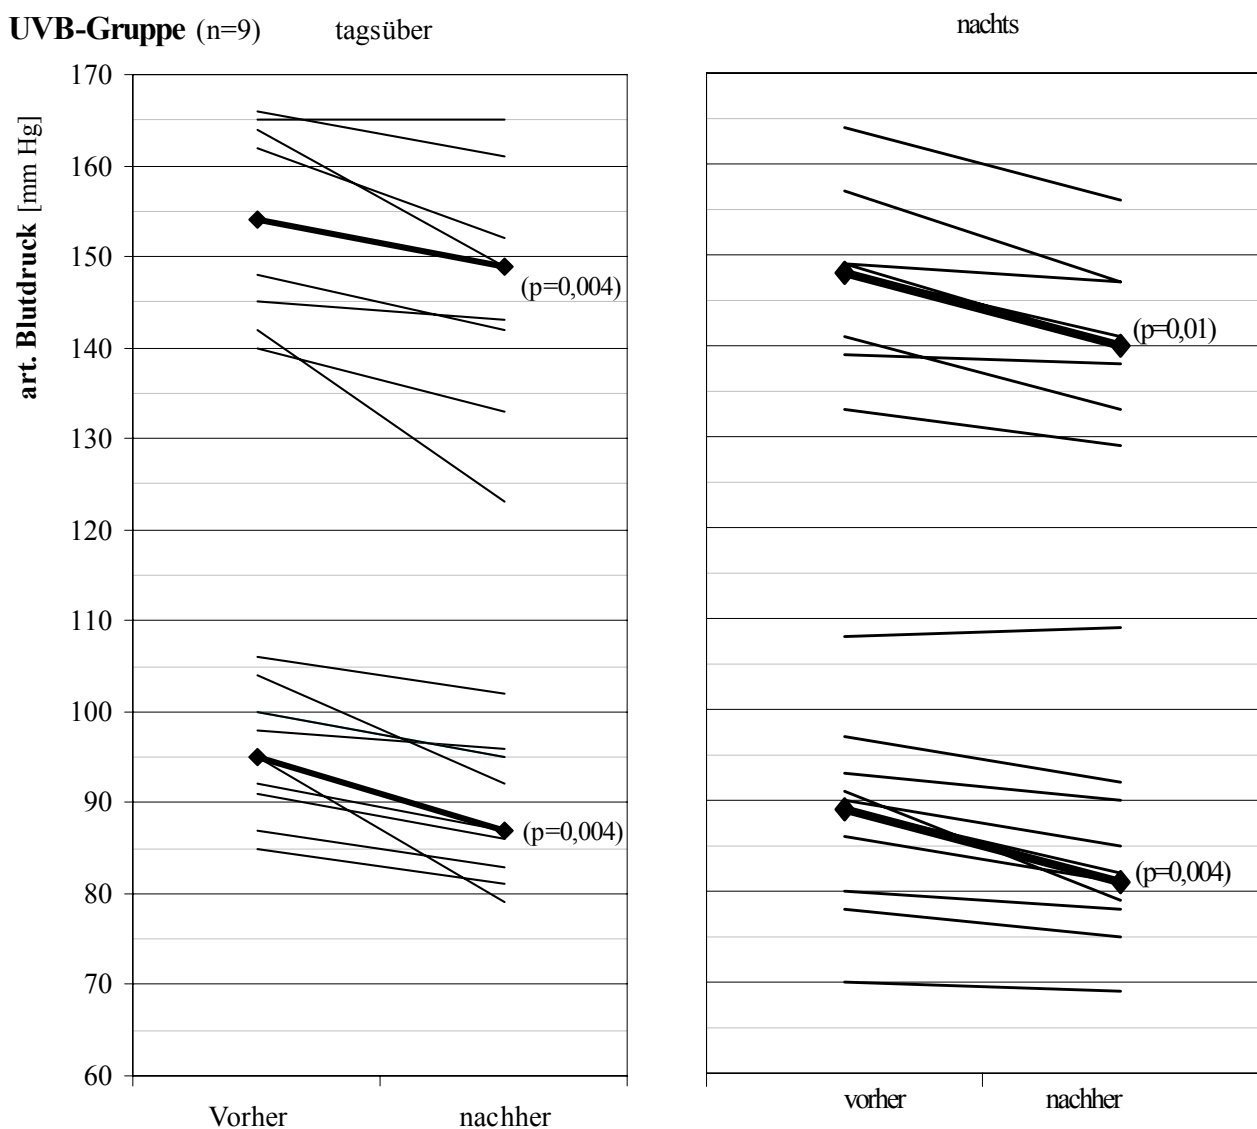 UVB-Gruppe (n=9) tagsüber nachts
art. Blutdruck [mm Hg]
170
160
150
(p=0,004)
(p=0,01)
140
130
120
110
100
90
(p=0,004)
(p=0,004)
80
70
60
Vorher nachher
vorher nachher